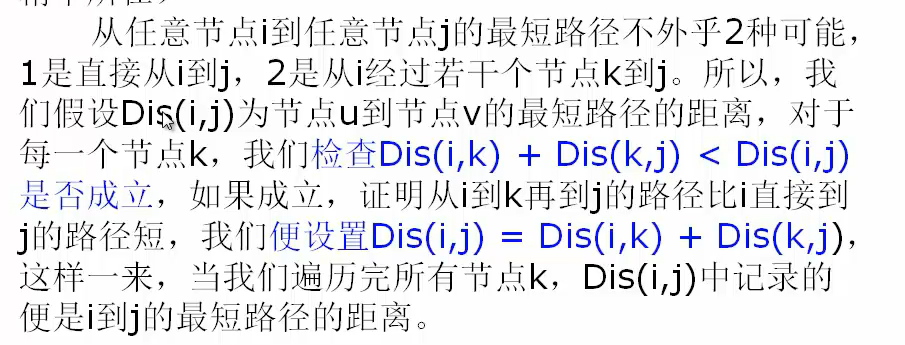 从任意节点i到任意节点j的最短路径不外乎2种可能，
1是直接从i到j，2是从i经过若干个节点k到j。所以，我
们假设Dis(i,j)为节点u到节点v的最短路径的距离，对于
每一个节点k，我们检查Dis(i,k) + Dis(k,j) < Dis(i,j)
是否成立，如果成立，证明从i到k再到j的路径比i直接到
j的路径短，我们便设置Dis(i,j) = Dis(i,k) + Dis(k,j)，
这样一来，当我们遍历完所有节点k，Dis(i,j)中记录的
便是i到j的最短路径的距离。